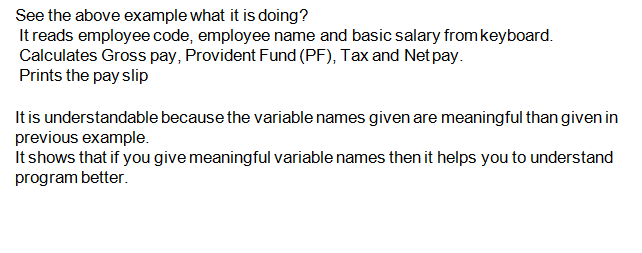 See the above example what it is doing?
It reads employee code, employee name and basic salary from keyboard.
Calculates Gross pay, Provident Fund (PF), Tax and Net pay.
Prints the pay slip
It is understandable because the variable names given are meaningful than given in
previous example.
It shows that if you give meaningful variable names then it helps you to understand
program better.